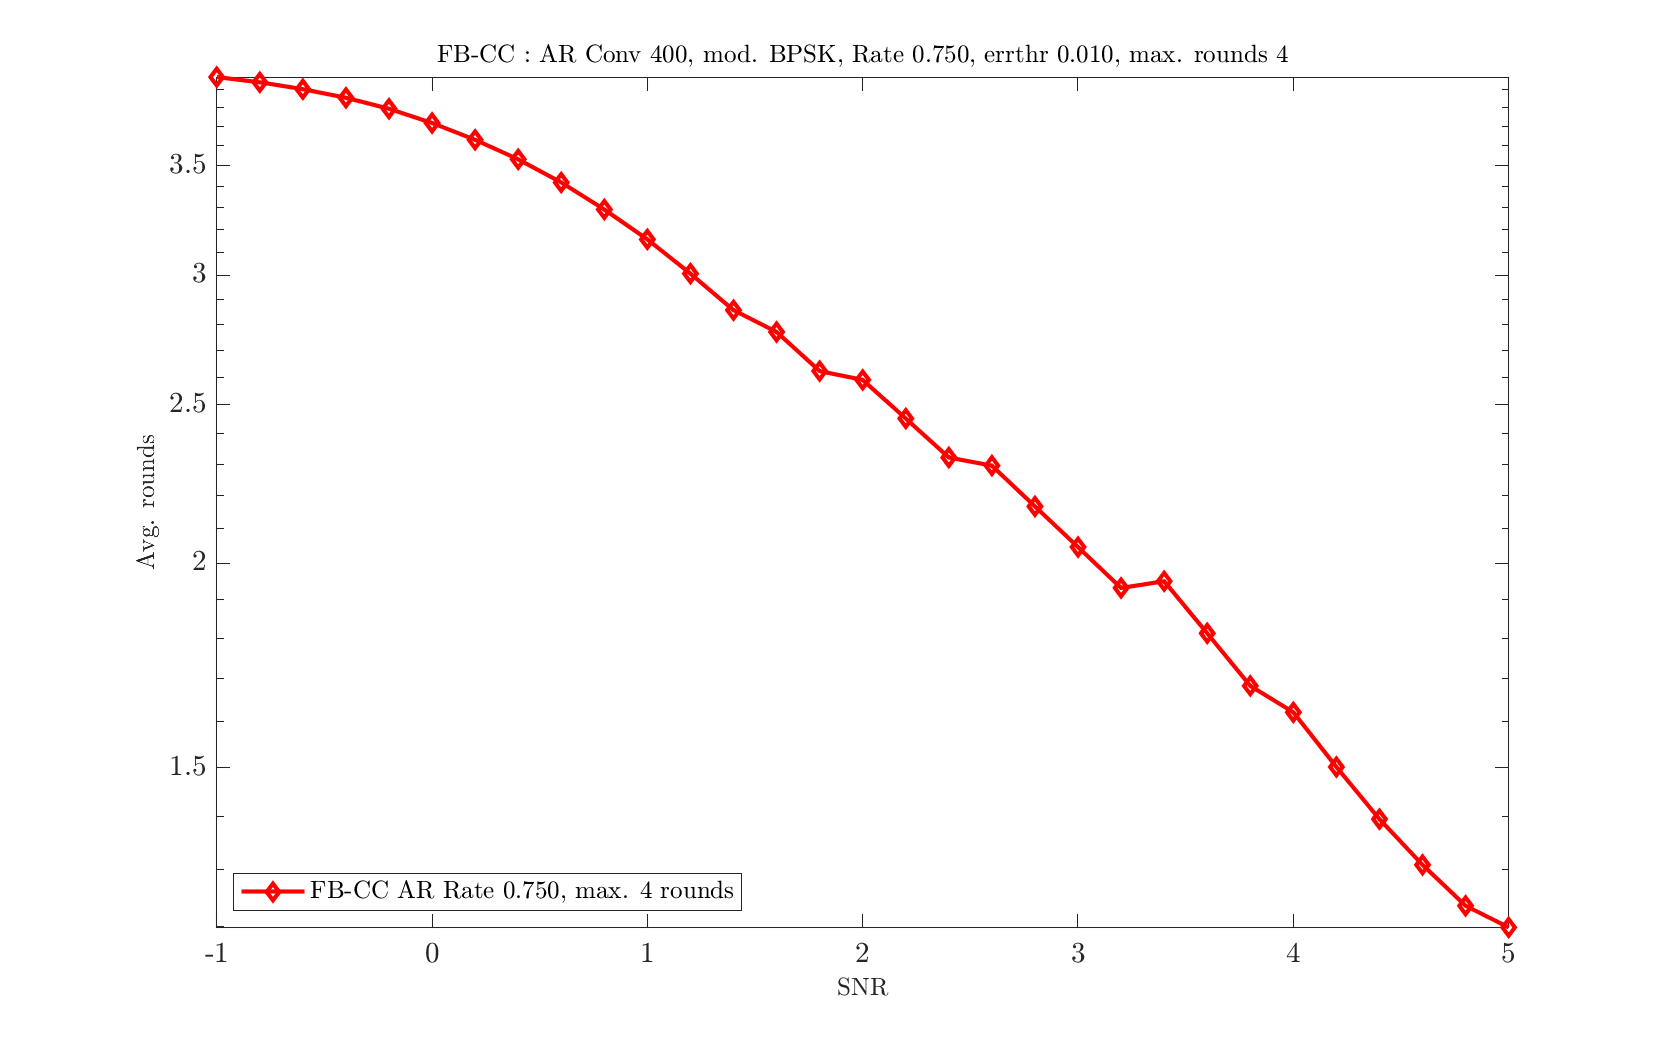 FB-CC : AR Conv 400, mod. BPSK, Rate 0.750, errthr 0.010, max. rounds 4
3.5
3
2.5
2
1.5
Avg. rounds
FB-CC AR Rate 0.750, max. 4 rounds
-1 0 1 2 3 4 5
SNR